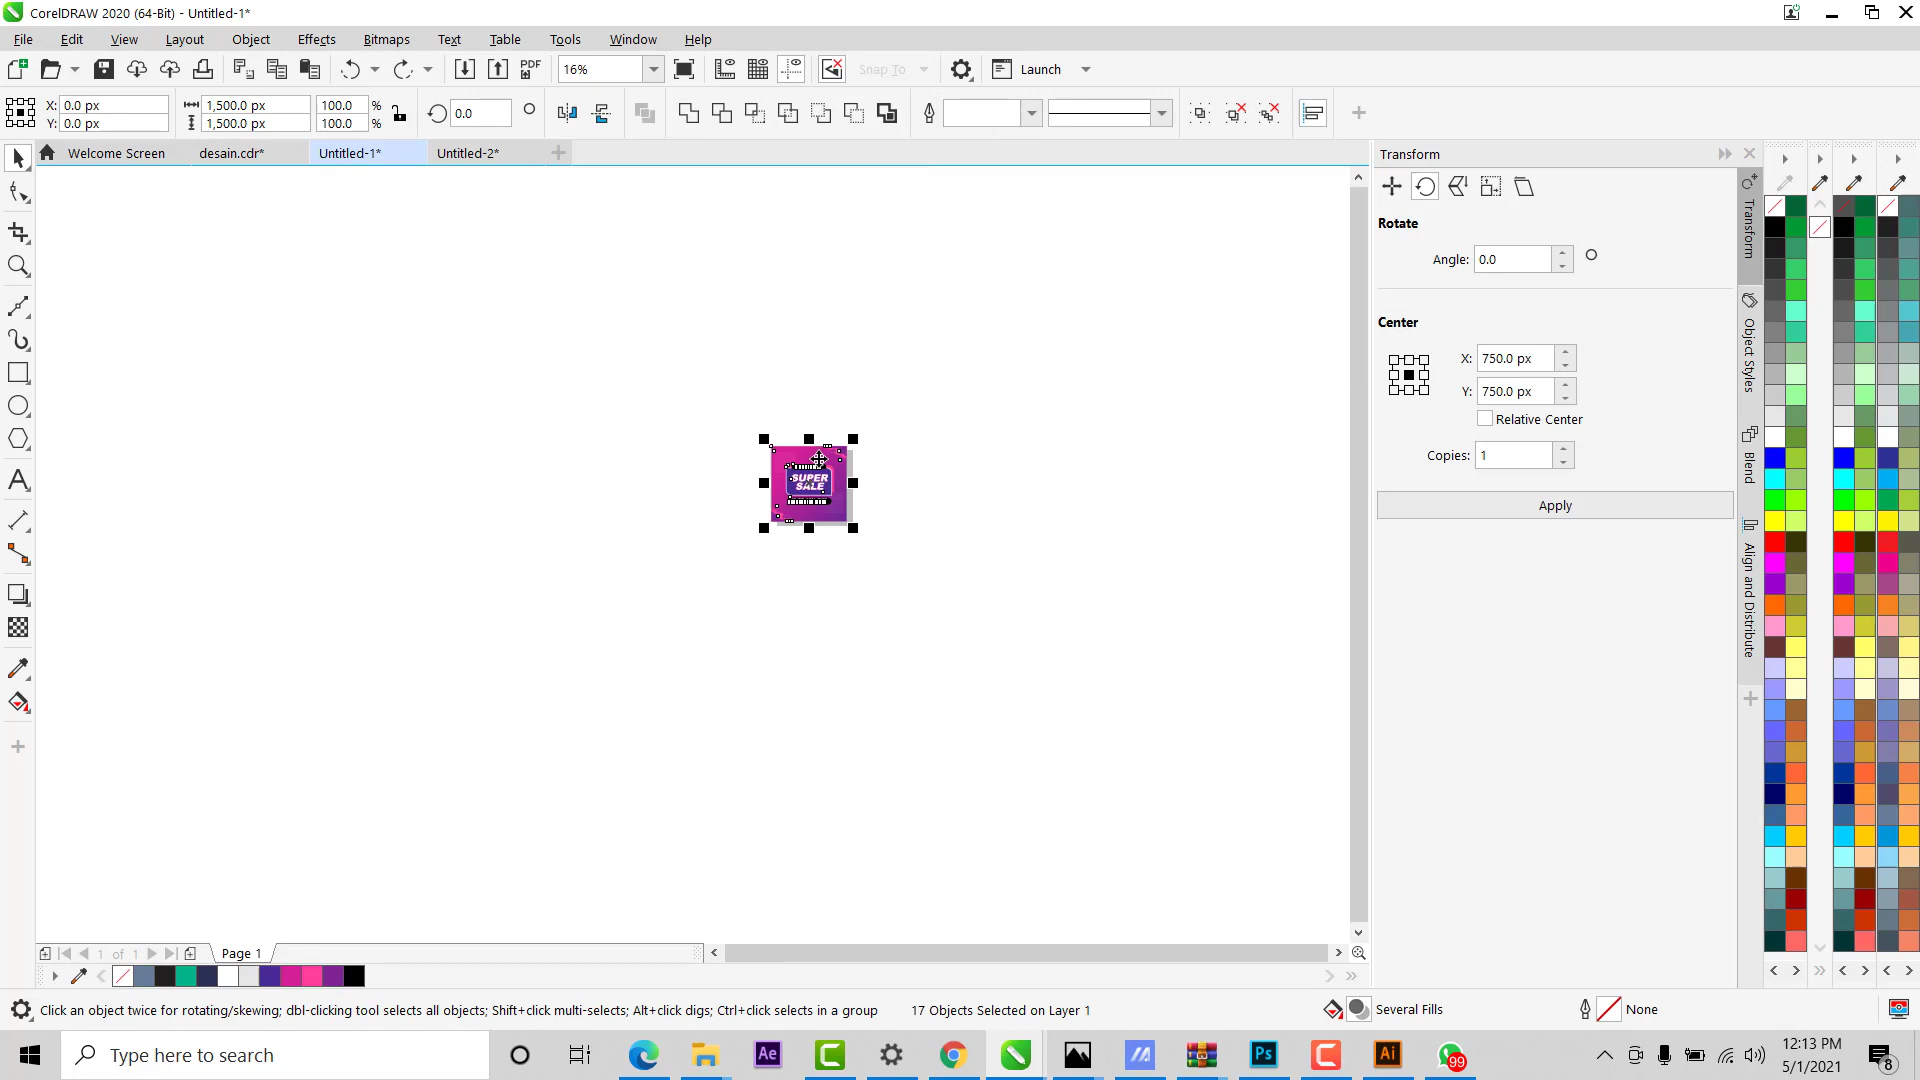 CorelDRAW 2020 (64-Bit) - Untitled-1*
File Edit View Layout Object Effects Bitmaps Text Table Tools Window Help
PDF 16% Snap To Launch
X: 0.0 px 1,500.0 px 100.0 % 0.0
Y: 0.0 px 1,500.0 px 100.0 %
Welcome Screen desain.cdr* Untitled-1* Untitled-2*
Transform
Rotate
Angle: 0.0
Center
X: 750.0 px
Y: 750.0 px
Relative Center
Copies: 1
Apply
Transform
Object Styles
Blend
Align and Distribute
SUPER
SALE
1 of 1 Page 1
Click an object twice for rotating/skewing; dbl-clicking tool selects all objects; Shift+click multi-selects; Alt+click digs; Ctrl+click selects in a group 17 Objects Selected on Layer 1 Several Fills None
Type here to search
Ae
Ps
Ai
99
12:13 PM
5/1/2021
8